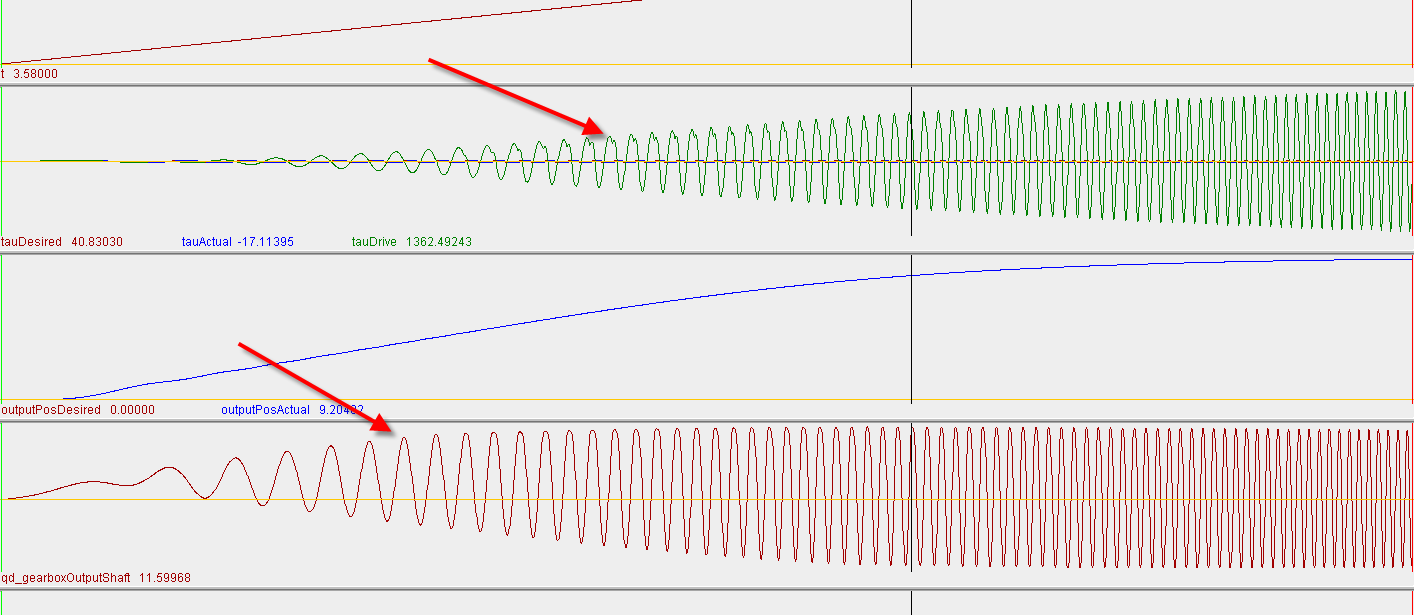 t 3.58000
tauDesired 40.83030 tauActual -17.11395 tauDrive 1362.49243
outputPosDesired 0.00000 outputPosActual 9.20402
qd_gearboxOutputShaft 11.59968